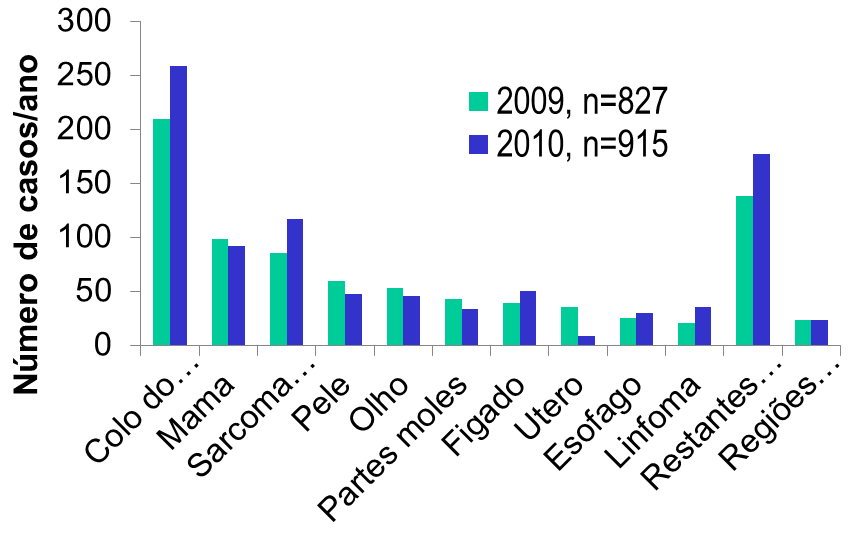 Número de casos/ano
300
250
200
150
100
50
0
2009, n=827
2010, n=915
Colo do...
Mama
Sarcoma...
Pele
Olho
Partes moles
Figado
Utero
Esofago
Linfoma
Restantes...
Regiões...